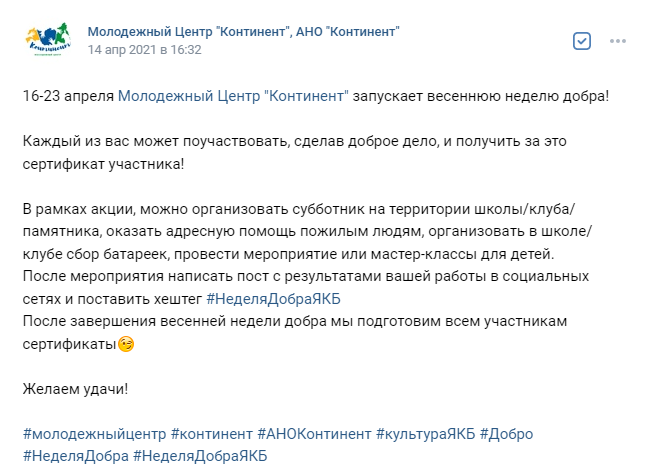 Континент
Молодежный Центр "Континент", АНО "Континент"
14 апр 2021 в 16:32
16-23 апреля Молодежный Центр "Континент" запускает весеннюю неделю добра!
Каждый из вас может поучаствовать, сделав доброе дело, и получить за это
сертификат участника!
В рамках акции, можно организовать субботник на территории школы/клуба/
памятника, оказать адресную помощь пожилым людям, организовать в школе/
клубе сбор батареек, провести мероприятие или мастер-классы для детей.
После мероприятия написать пост с результатами вашей работы в социальных
сетях и поставить хештег #НеделяДобраЯКБ
После завершения весенней недели добра мы подготовим всем участникам
сертификаты😉
Желаем удачи!
#молодежныйцентр #континент #АНОКонтинент #культураЯКБ #Добро
#НеделяДобра #НеделяДобраЯКБ